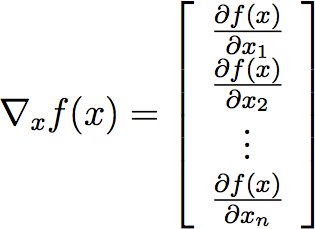 ∇ₓf(x) = [ ∂f(x)/∂x₁
∂f(x)/∂x₂
⋮
∂f(x)/∂xₙ ]